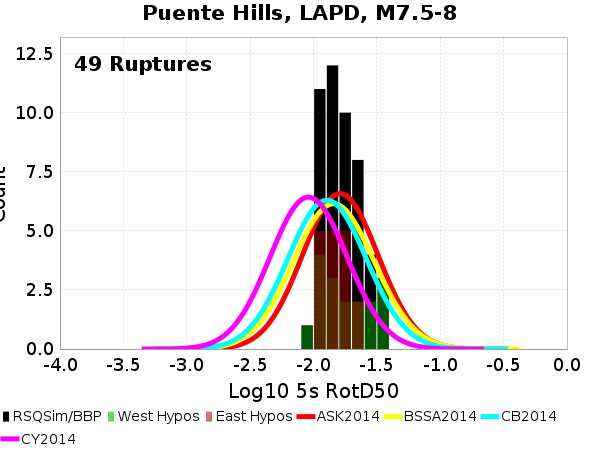 Puente Hills, LAPD, M7.5-8
49 Ruptures
12.5
10.0
7.5
5.0
2.5
0.0
Count
-4.0 -3.5 -3.0 -2.5 -2.0 -1.5 -1.0 -0.5 0.0
Log10 5s RotD50
RSQSim/BBP West Hypos East Hypos ASK2014 BSSA2014 CB2014
CY2014